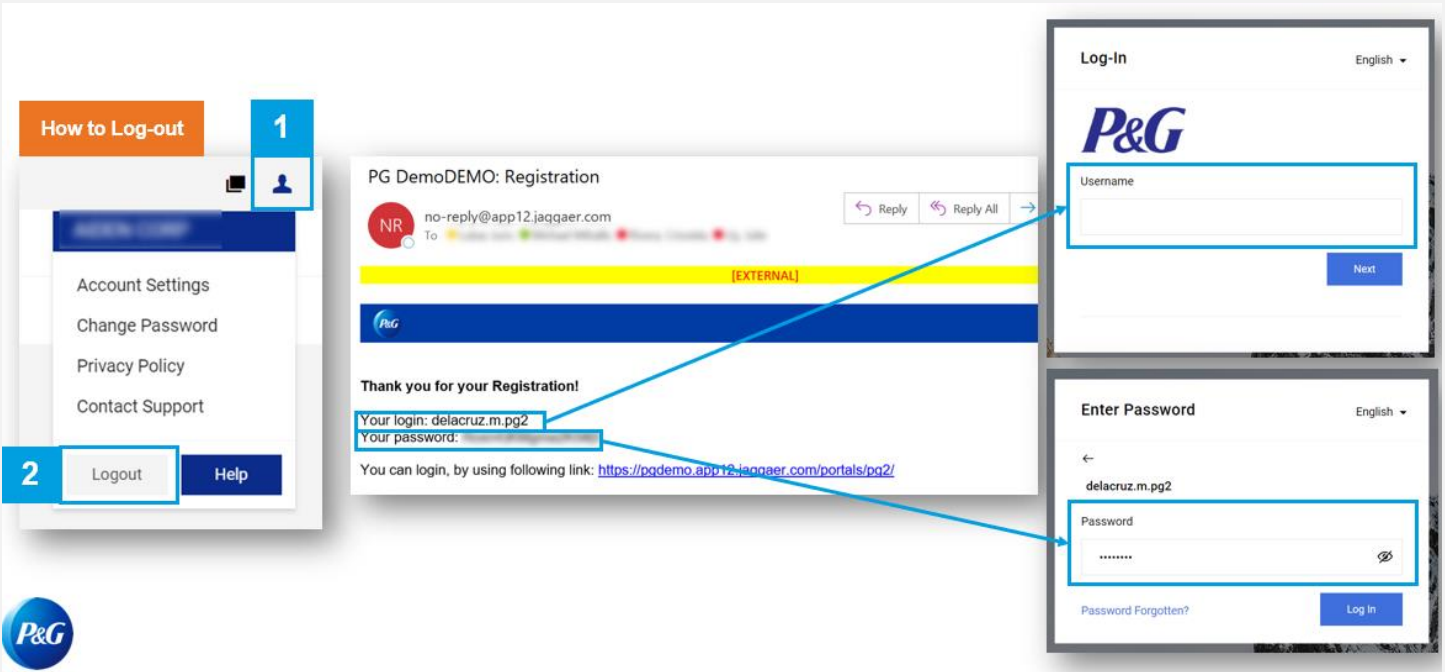 How to Log-out
1
Account Settings
Change Password
Privacy Policy
Contact Support
2
Logout
Help
PG DemoDEMO: Registration
NR
no-reply@app12.jaggaer.com
To
Reply
Reply All
[EXTERNAL]
P&G
Thank you for your Registration!
Your login: delacruz.m.pg2
Your password:
You can login, by using following link: https://pgdemo.app12.jaggaer.com/portals/pg2/
Log-In
English
P&G
Username
Next
Enter Password
English
delacruz.m.pg2
Password
Password Forgotten?
Log In
P&G